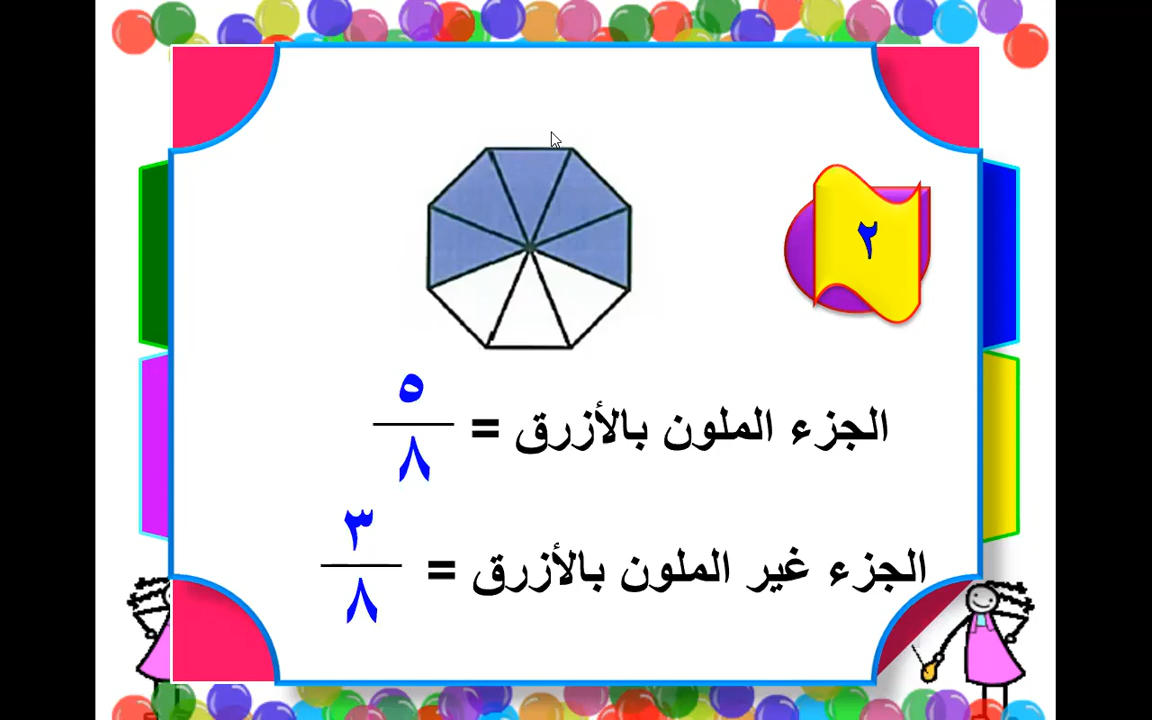 ٢
الجزء الملون بالأزرق = ٥/٨
الجزء غير الملون بالأزرق = ٣/٨